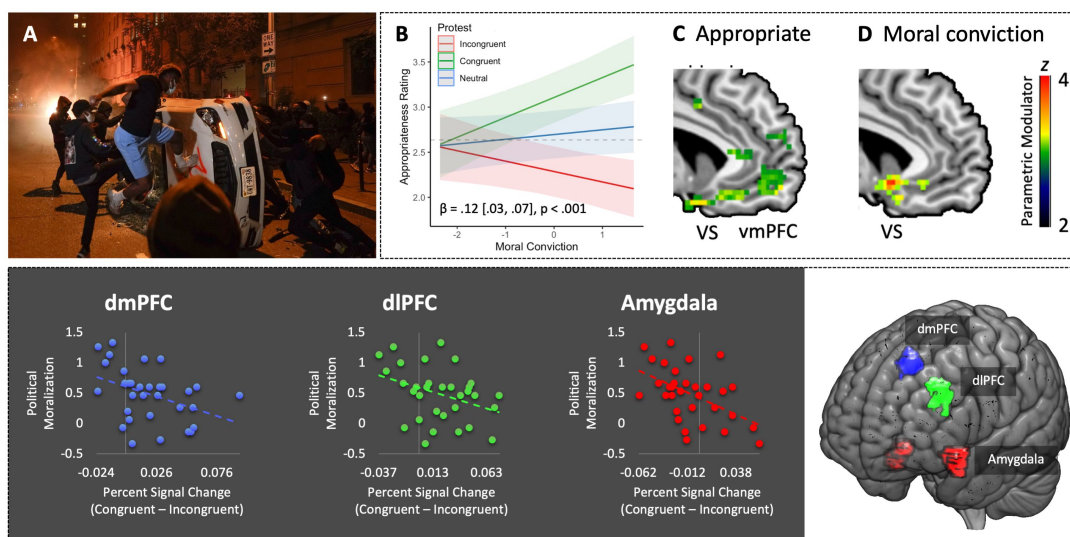 A
ONE
WAY
B
Protest
Incongruent
Congruent
Neutral
Appropriateness Rating
3.5
3.0
2.5
2.0
β = .12 [.03, .07], p < .001
-2
-1
0
1
Moral Conviction
C Appropriate
VS
vmPFC
D Moral conviction
VS
z
4
2
Parametric Modulator
dmPFC
Political
Moralization
1.5
1
0.5
0
-0.5
-0.024
0.026
0.076
Percent Signal Change
(Congruent – Incongruent)
dlPFC
Political
Moralization
1.5
1
0.5
0
-0.5
-0.037
0.013
0.063
Percent Signal Change
(Congruent – Incongruent)
Amygdala
Political
Moralization
1.5
1
0.5
0
-0.5
-0.062
-0.012
0.038
Percent Signal Change
(Congruent – Incongruent)
dmPFC
dlPFC
Amygdala